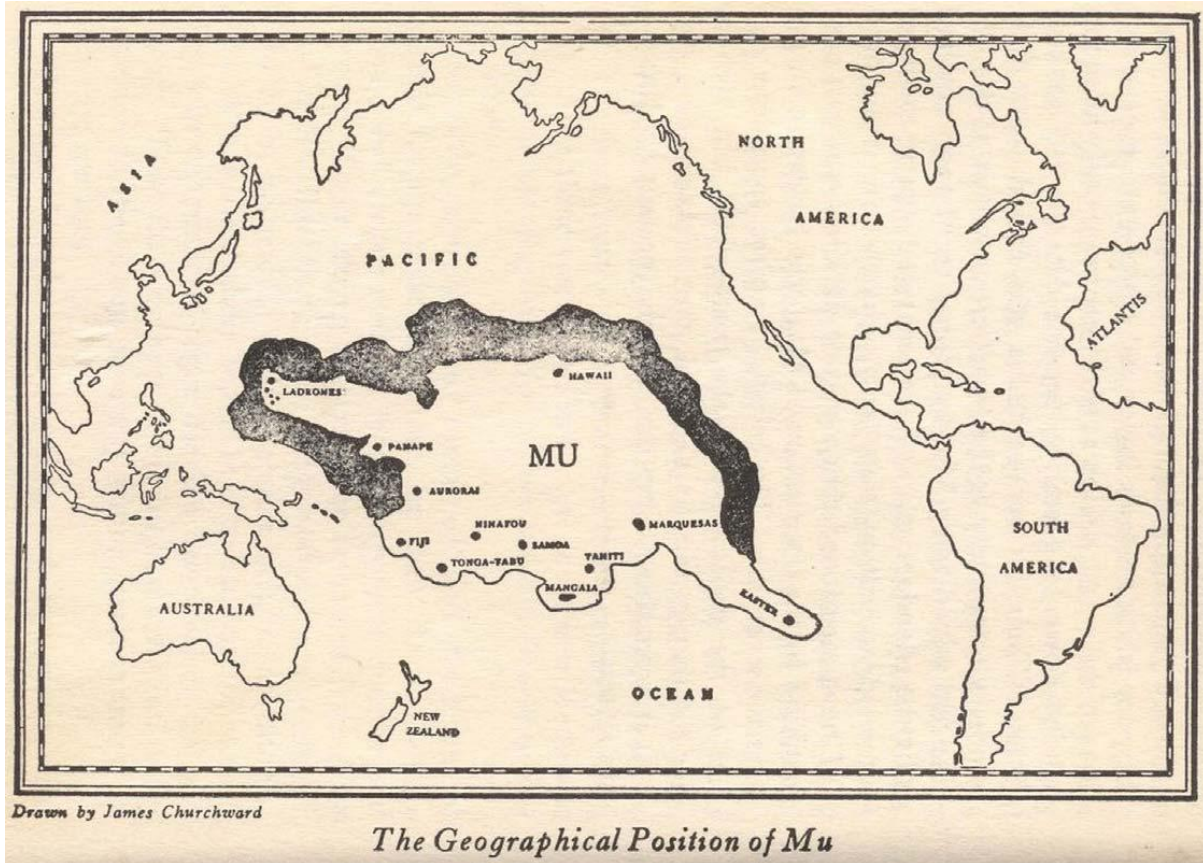 ASIA
NORTH
AMERICA
PACIFIC
ATLANTIS
HAWAII
LADRONES
MU
PANAPE
AURORAI
MARQUESAS
NINAFOU
FIJI
SAMOA
SOUTH
AMERICA
TONGA-TABU
TAHITI
MANGAIA
EASTER
AUSTRALIA
OCEAN
NEW
ZEALAND
Drawn by James Churchward
The Geographical Position of Mu